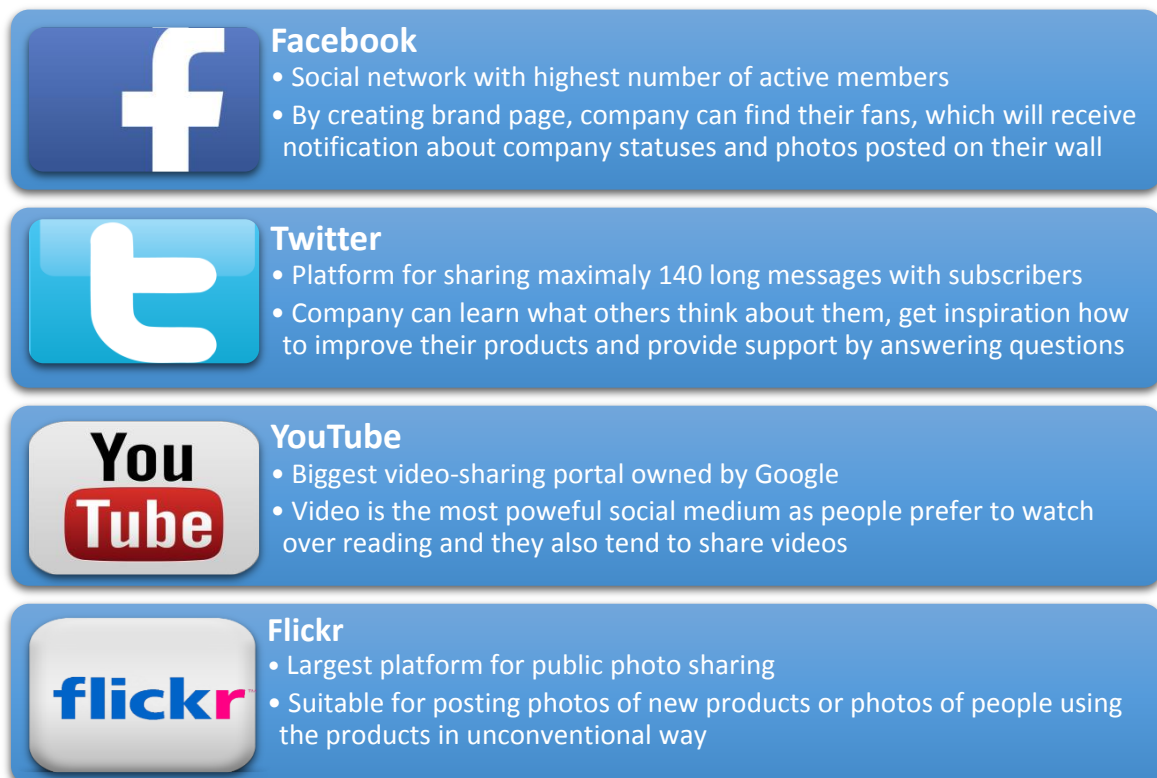 Facebook
• Social network with highest number of active members
• By creating brand page, company can find their fans, which will receive
notification about company statuses and photos posted on their wall
f
Twitter
• Platform for sharing maximaly 140 long messages with subscribers
• Company can learn what others think about them, get inspiration how
to improve their products and provide support by answering questions
t
YouTube
• Biggest video-sharing portal owned by Google
• Video is the most poweful social medium as people prefer to watch
over reading and they also tend to share videos
You
Tube
Flickr
• Largest platform for public photo sharing
• Suitable for posting photos of new products or photos of people using
the products in unconventional way
flickr